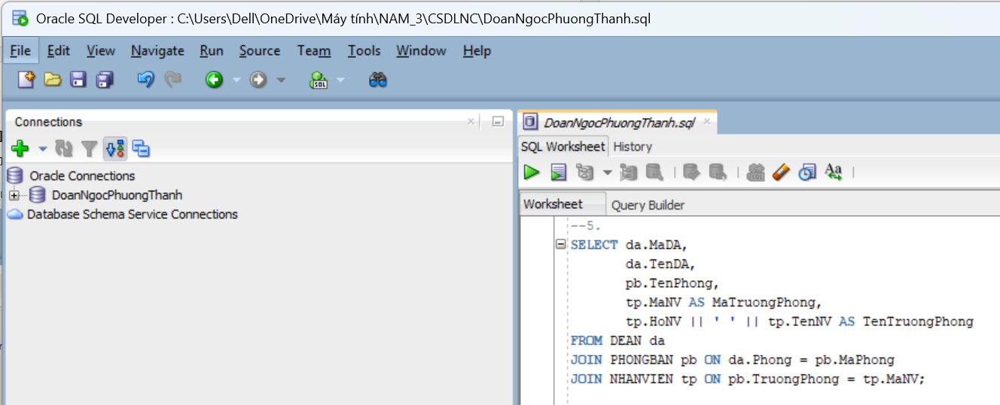 Oracle SQL Developer : C:\Users\Dell\OneDrive\Máy tính\NAM_3\CSDLNC\DoanNgocPhuongThanh.sql
File Edit View Navigate Run Source Team Tools Window Help
Connections
Oracle Connections
DoanNgocPhuongThanh
Database Schema Service Connections
DoanNgocPhuongThanh.sql
SQL Worksheet History
Worksheet Query Builder
--5.
SELECT da.MaDA,
da.TenDA,
pb.TenPhong,
tp.MaNV AS MaTruongPhong,
tp.HoNV || ' ' || tp.TenNV AS TenTruongPhong
FROM DEAN da
JOIN PHONGBAN pb ON da.Phong = pb.MaPhong
JOIN NHANVIEN tp ON pb.TruongPhong = tp.MaNV;